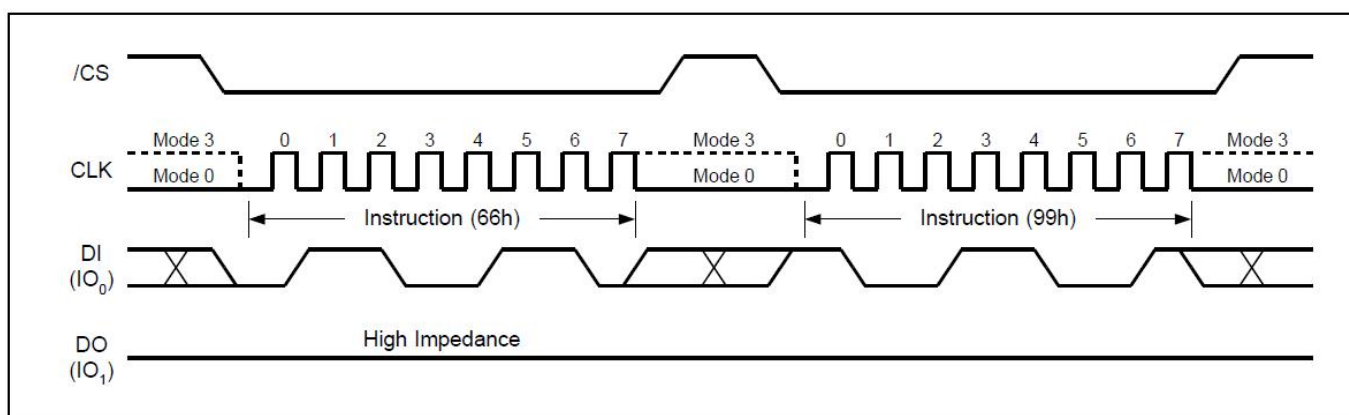 /CS
Mode 3 0 1 2 3 4 5 6 7 Mode 3 0 1 2 3 4 5 6 7 Mode 3
CLK
Mode 0 Mode 0 Mode 0
Instruction (66h) Instruction (99h)
DI
(IO₀)
High Impedance
DO
(IO₁)